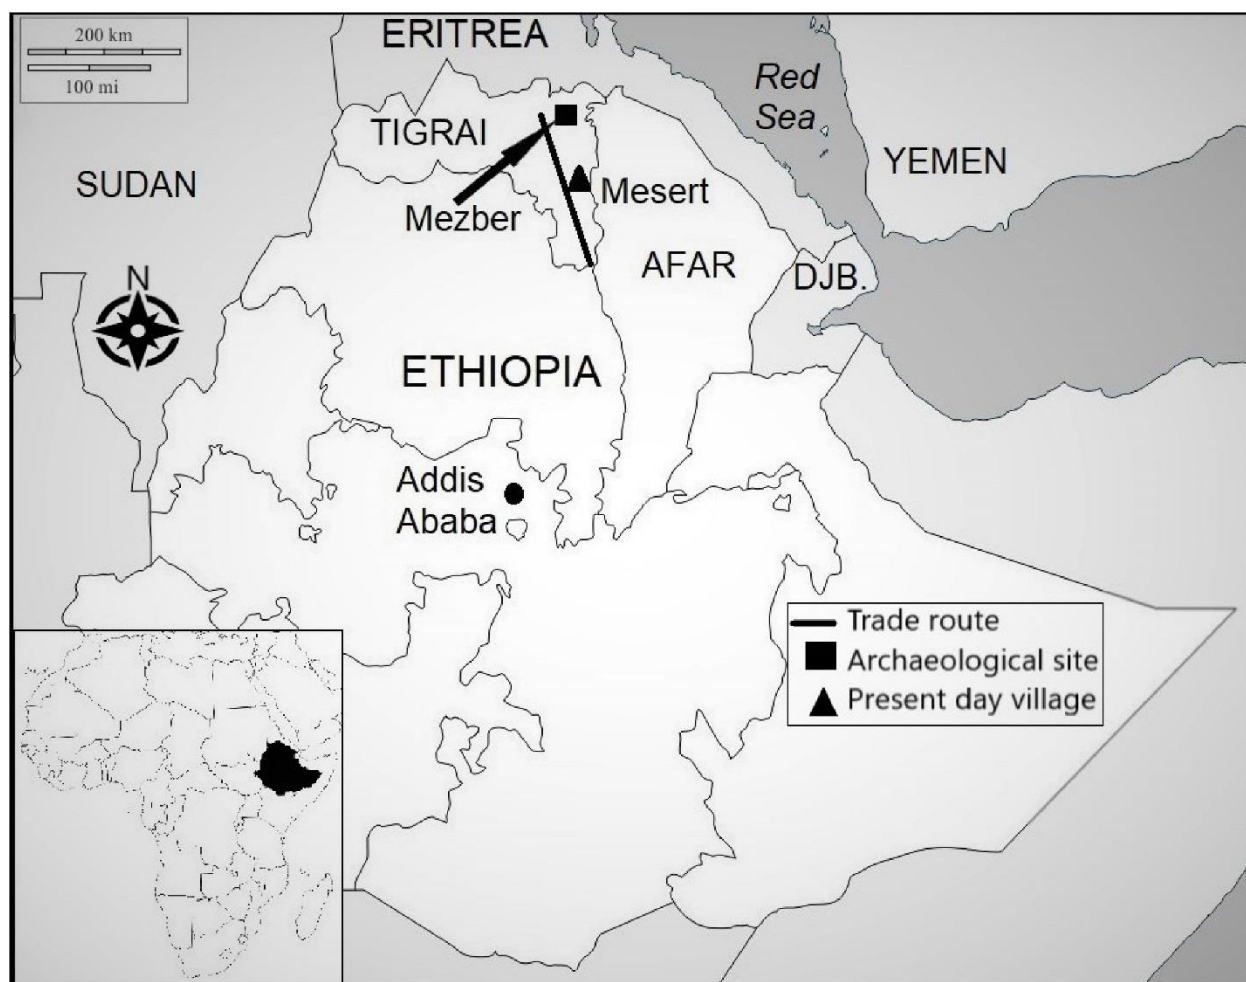 200 km
100 mi
ERITREA
Red
Sea
TIGRAI
YEMEN
SUDAN
Mesert
Mezber
AFAR
DJB.
N
ETHIOPIA
Addis
Ababa
Trade route
Archaeological site
Present day village